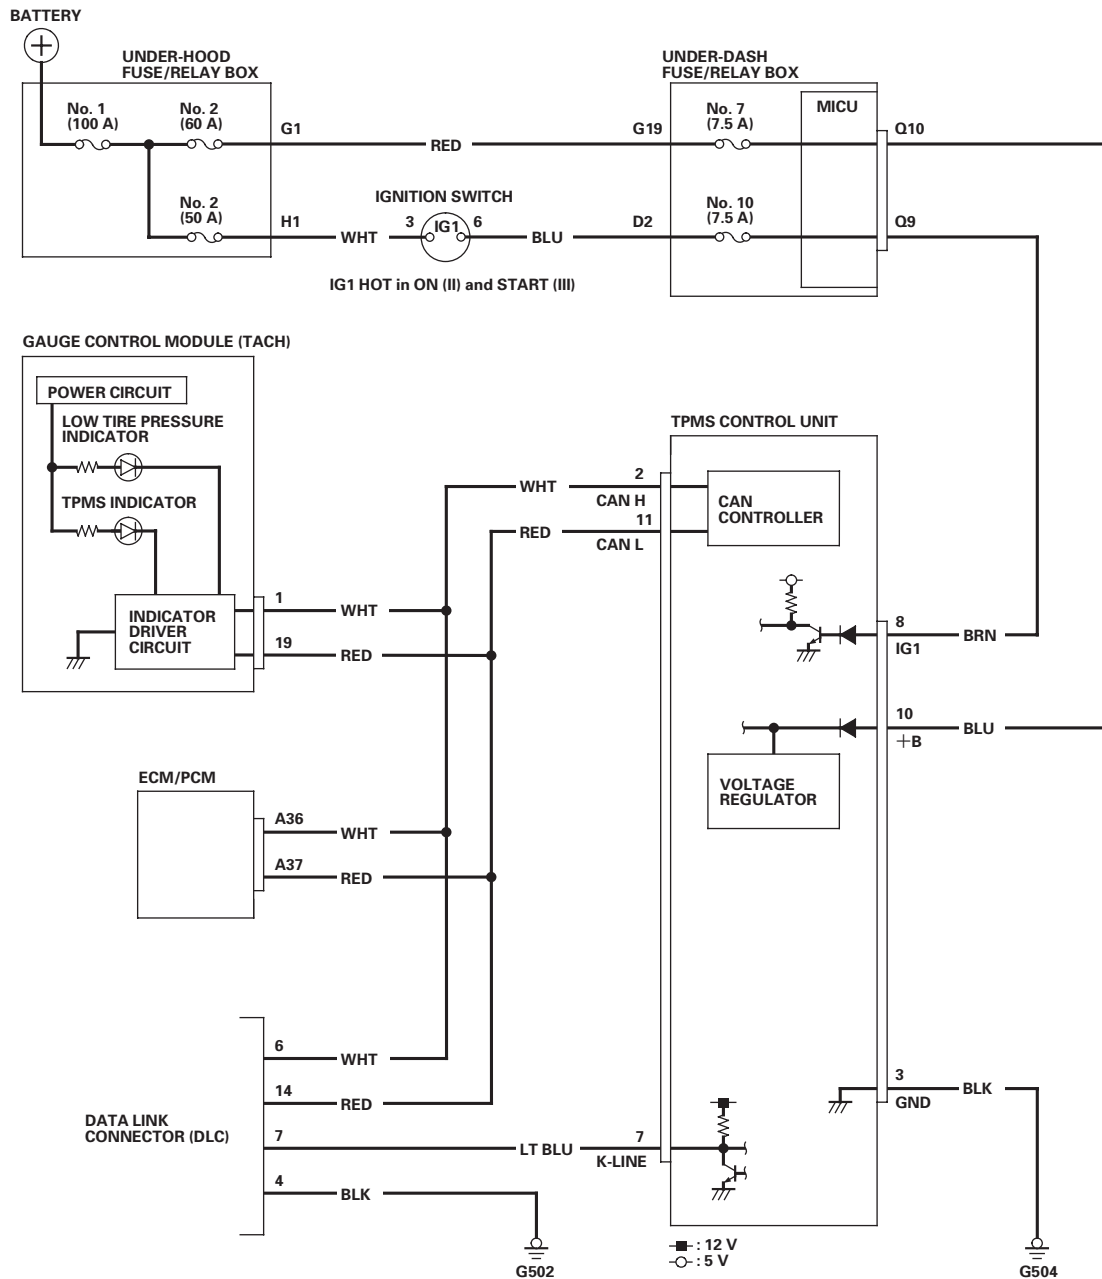 BATTERY
UNDER-HOOD
FUSE/RELAY BOX
UNDER-DASH
FUSE/RELAY BOX
No. 1
(100 A)
No. 2
(60 A)
G1
RED
G19
No. 7
(7.5 A)
MICU
Q10
No. 2
(50 A)
H1
WHT
IGNITION SWITCH
3
IG1
6
BLU
D2
No. 10
(7.5 A)
Q9
IG1 HOT in ON (II) and START (III)
GAUGE CONTROL MODULE (TACH)
POWER CIRCUIT
LOW TIRE PRESSURE
INDICATOR
TPMS INDICATOR
INDICATOR
DRIVER
CIRCUIT
1
WHT
19
RED
TPMS CONTROL UNIT
WHT
2
CAN H
RED
11
CAN L
CAN
CONTROLLER
8
IG1
BRN
10
+B
BLU
VOLTAGE
REGULATOR
ECM/PCM
A36
WHT
A37
RED
DATA LINK
CONNECTOR (DLC)
6
WHT
14
RED
7
LT BLU
7
K-LINE
4
BLK
G502
3
GND
BLK
G504
: 12 V
: 5 V